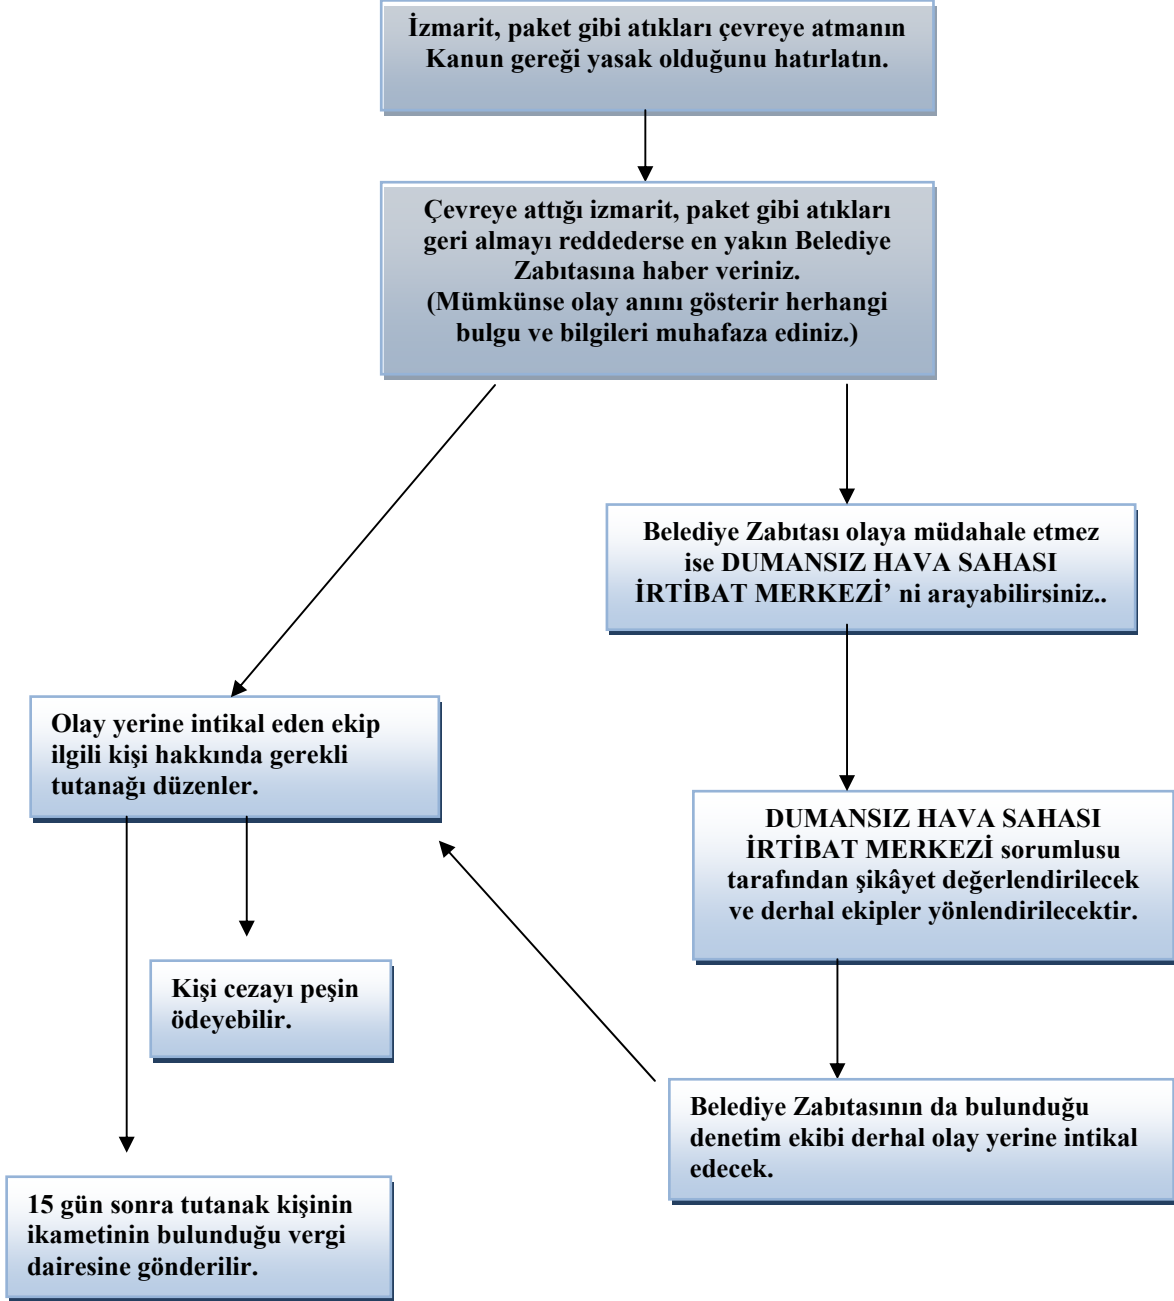 İzmarit, paket gibi atıkları çevreye atmanın
Kanun gereği yasak olduğunu hatırlatın.
Çevreye attığı izmarit, paket gibi atıkları
geri almayı reddederse en yakın Belediye
Zabıtasına haber veriniz.
(Mümkünse olay anını gösterir herhangi
bulgu ve bilgileri muhafaza ediniz.)
Belediye Zabıtası olaya müdahale etmez
ise DUMANSIZ HAVA SAHASI
İRTİBAT MERKEZİ’ ni arayabilirsiniz..
Olay yerine intikal eden ekip
ilgili kişi hakkında gerekli
tutanağı düzenler.
DUMANSIZ HAVA SAHASI
İRTİBAT MERKEZİ sorumlusu
tarafından şikâyet değerlendirilecek
ve derhal ekipler yönlendirilecektir.
Kişi cezayı peşin
ödeyebilir.
Belediye Zabıtasının da bulunduğu
denetim ekibi derhal olay yerine intikal
edecek.
15 gün sonra tutanak kişinin
ikametinin bulunduğu vergi
dairesine gönderilir.